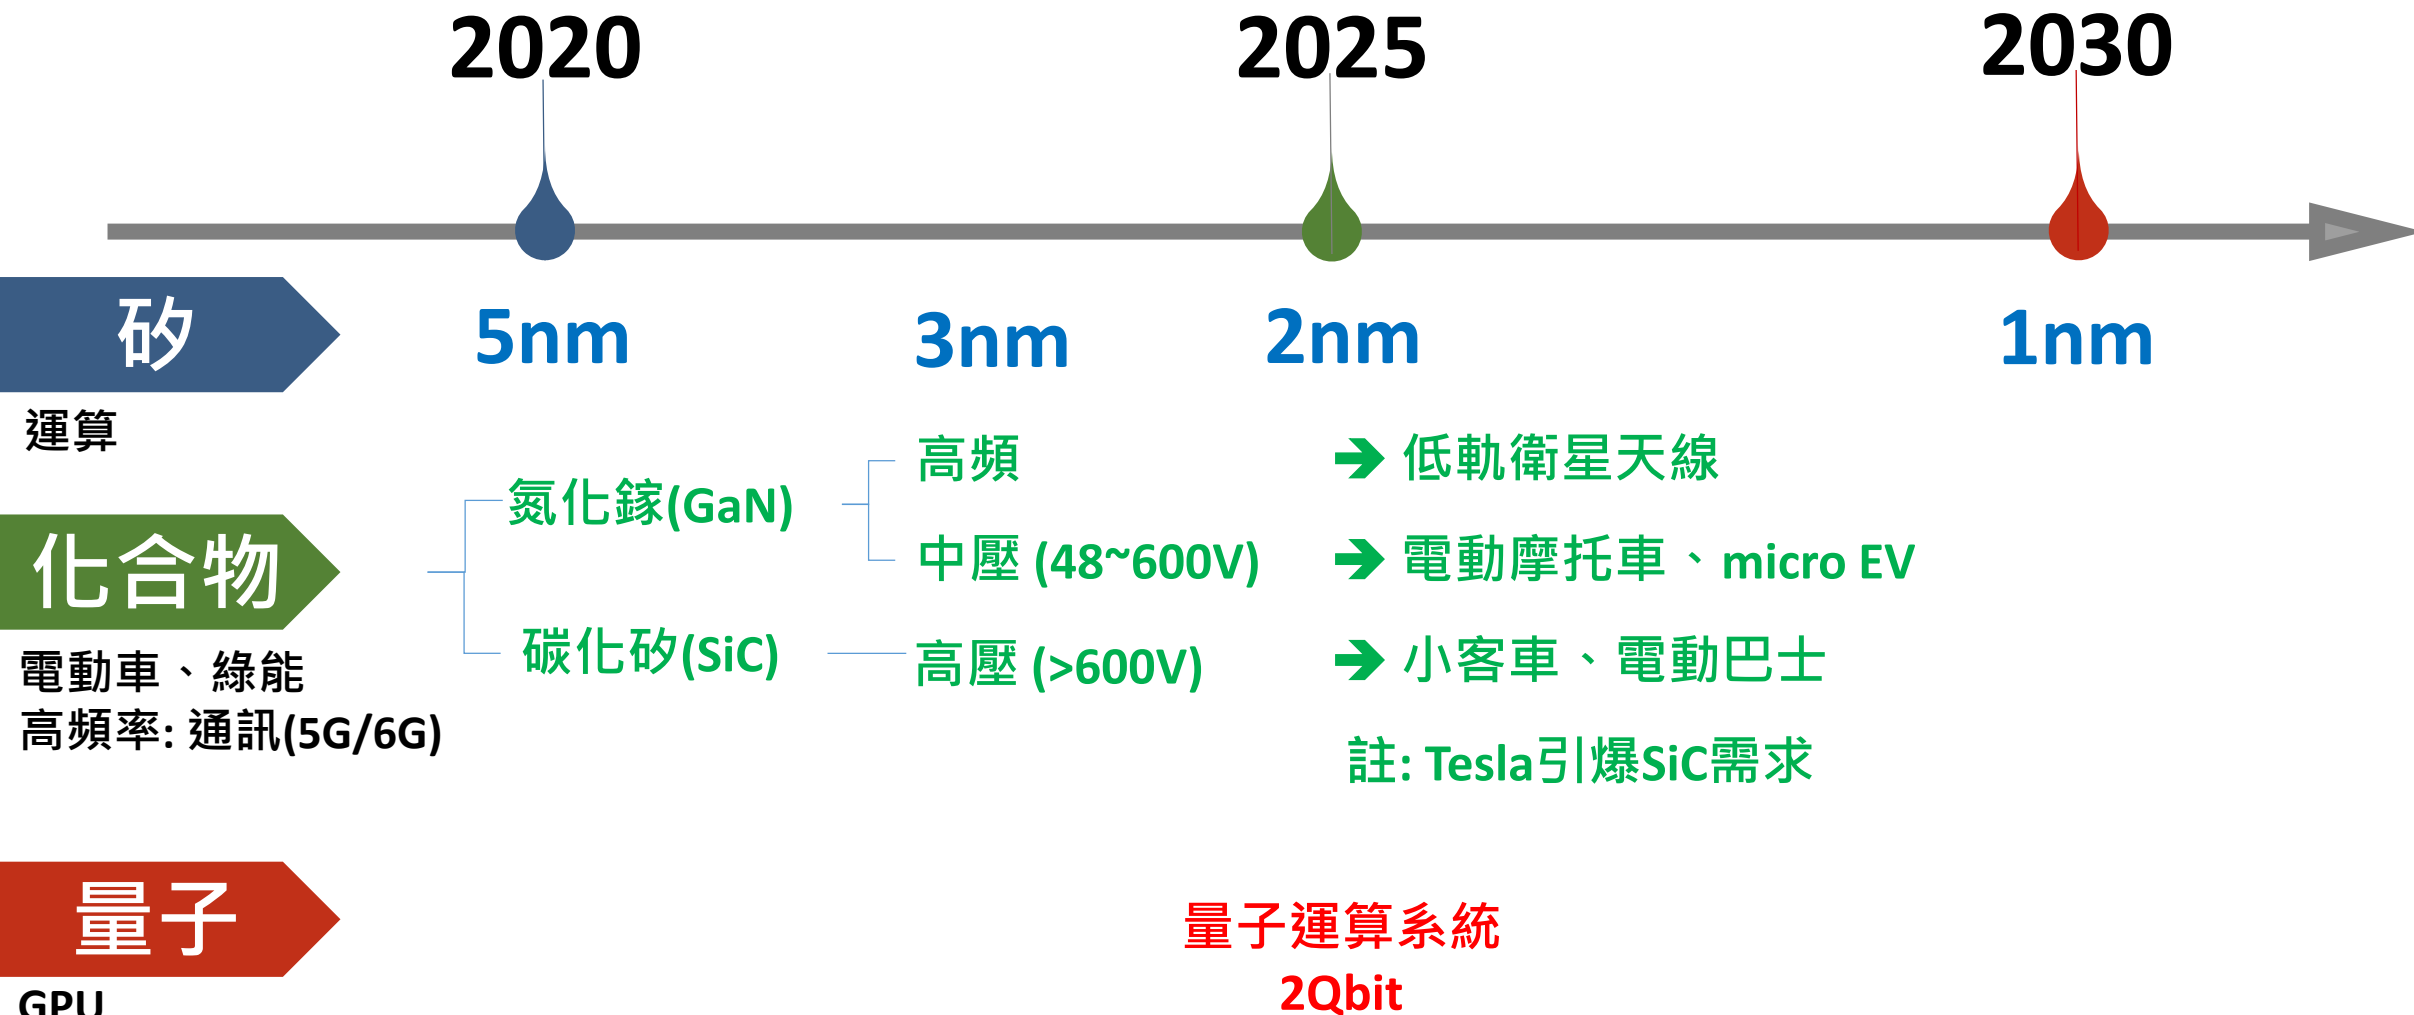 2020 2025 2030
矽 5nm 3nm 2nm 1nm
運算
氮化鎵(GaN) 高頻 → 低軌衛星天線
化合物 中壓 (48~600V) → 電動摩托車、micro EV
碳化矽(SiC) 高壓 (>600V) → 小客車、電動巴士
電動車、綠能
高頻率: 通訊(5G/6G)
註: Tesla引爆SiC需求
量子 量子運算系統
GPU 2Qbit